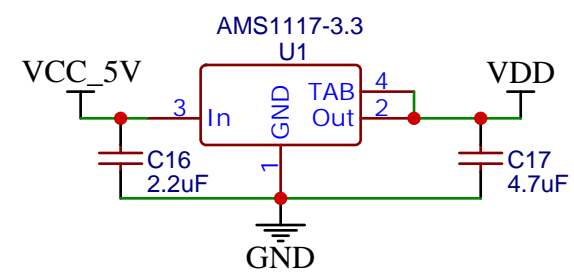 AMS1117-3.3
U1
VCC_5V
VDD
3
In
GND
TAB
4
Out
2
1
C16
2.2uF
C17
4.7uF
GND